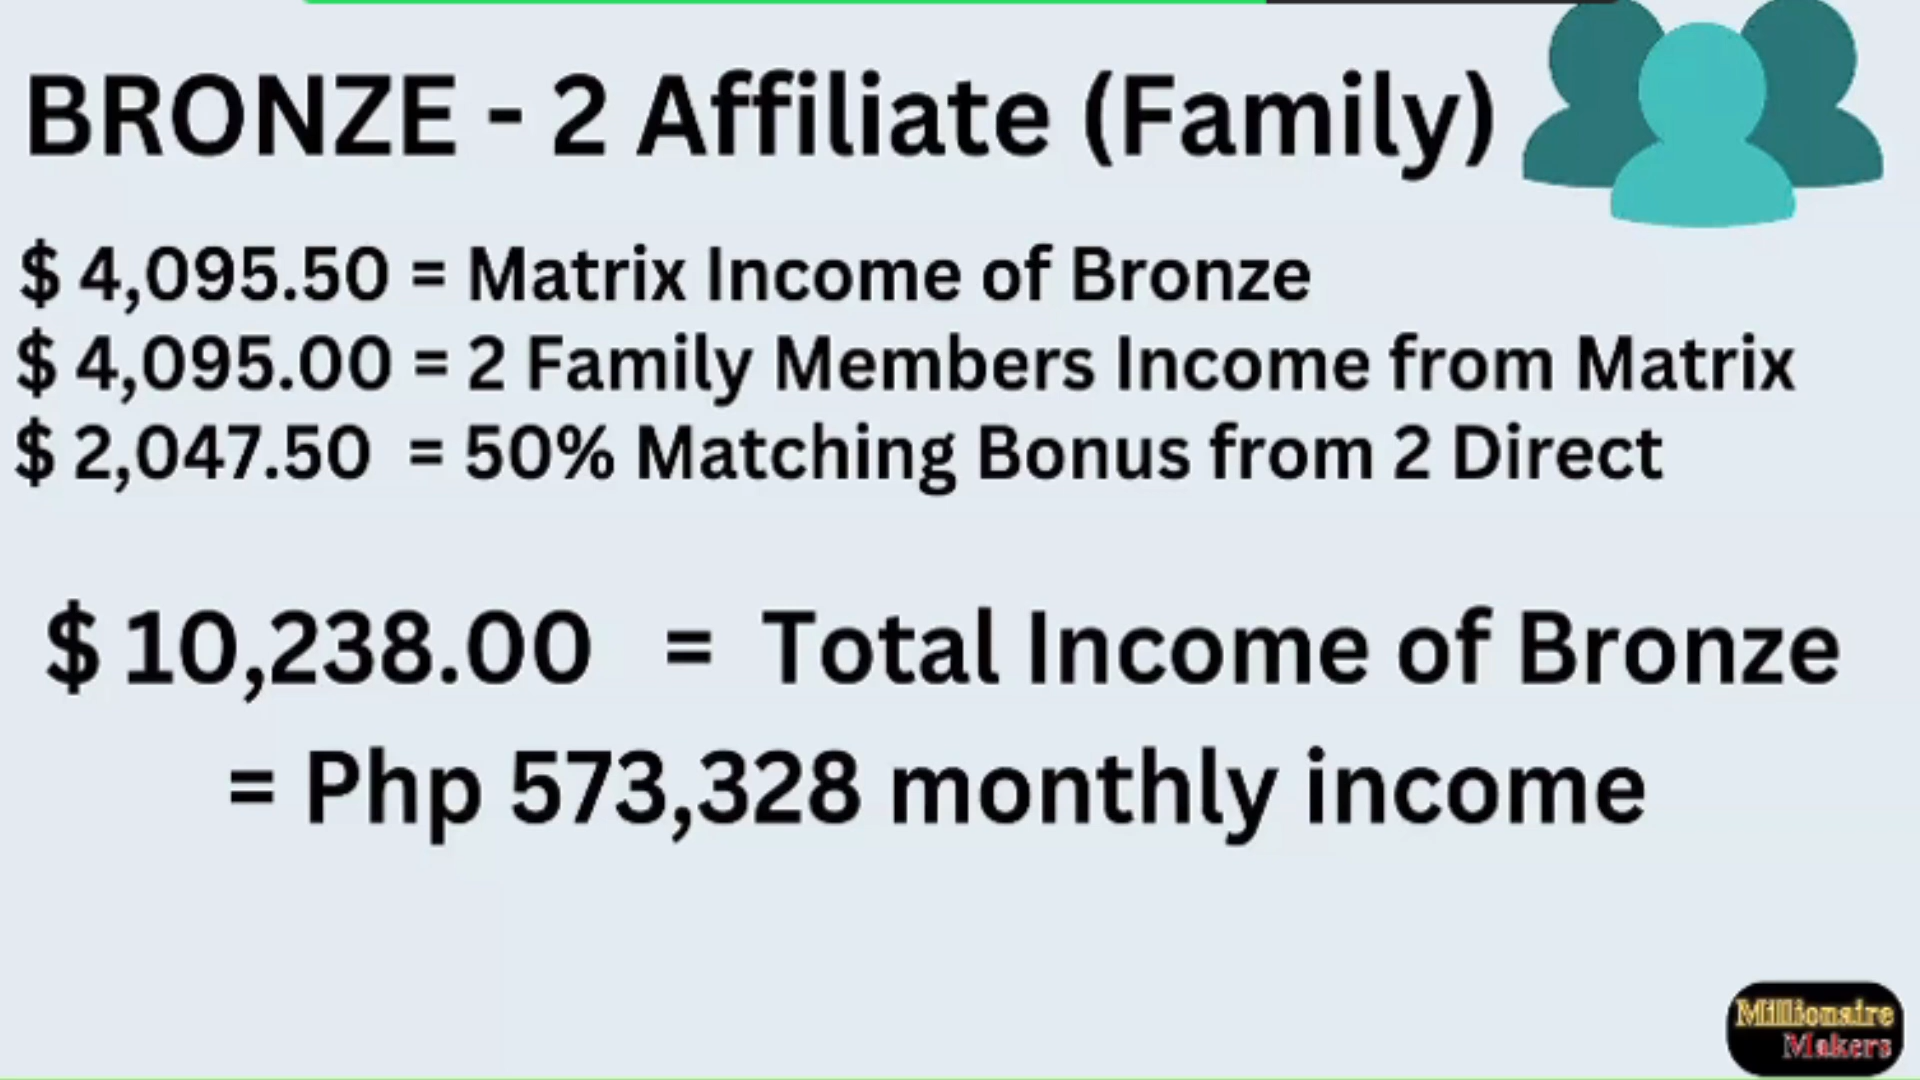 BRONZE - 2 Affiliate (Family)
$ 4,095.50 = Matrix Income of Bronze
$ 4,095.00 = 2 Family Members Income from Matrix
$ 2,047.50 = 50% Matching Bonus from 2 Direct
$ 10,238.00 = Total Income of Bronze
= Php 573,328 monthly income
Millionaire
Makers